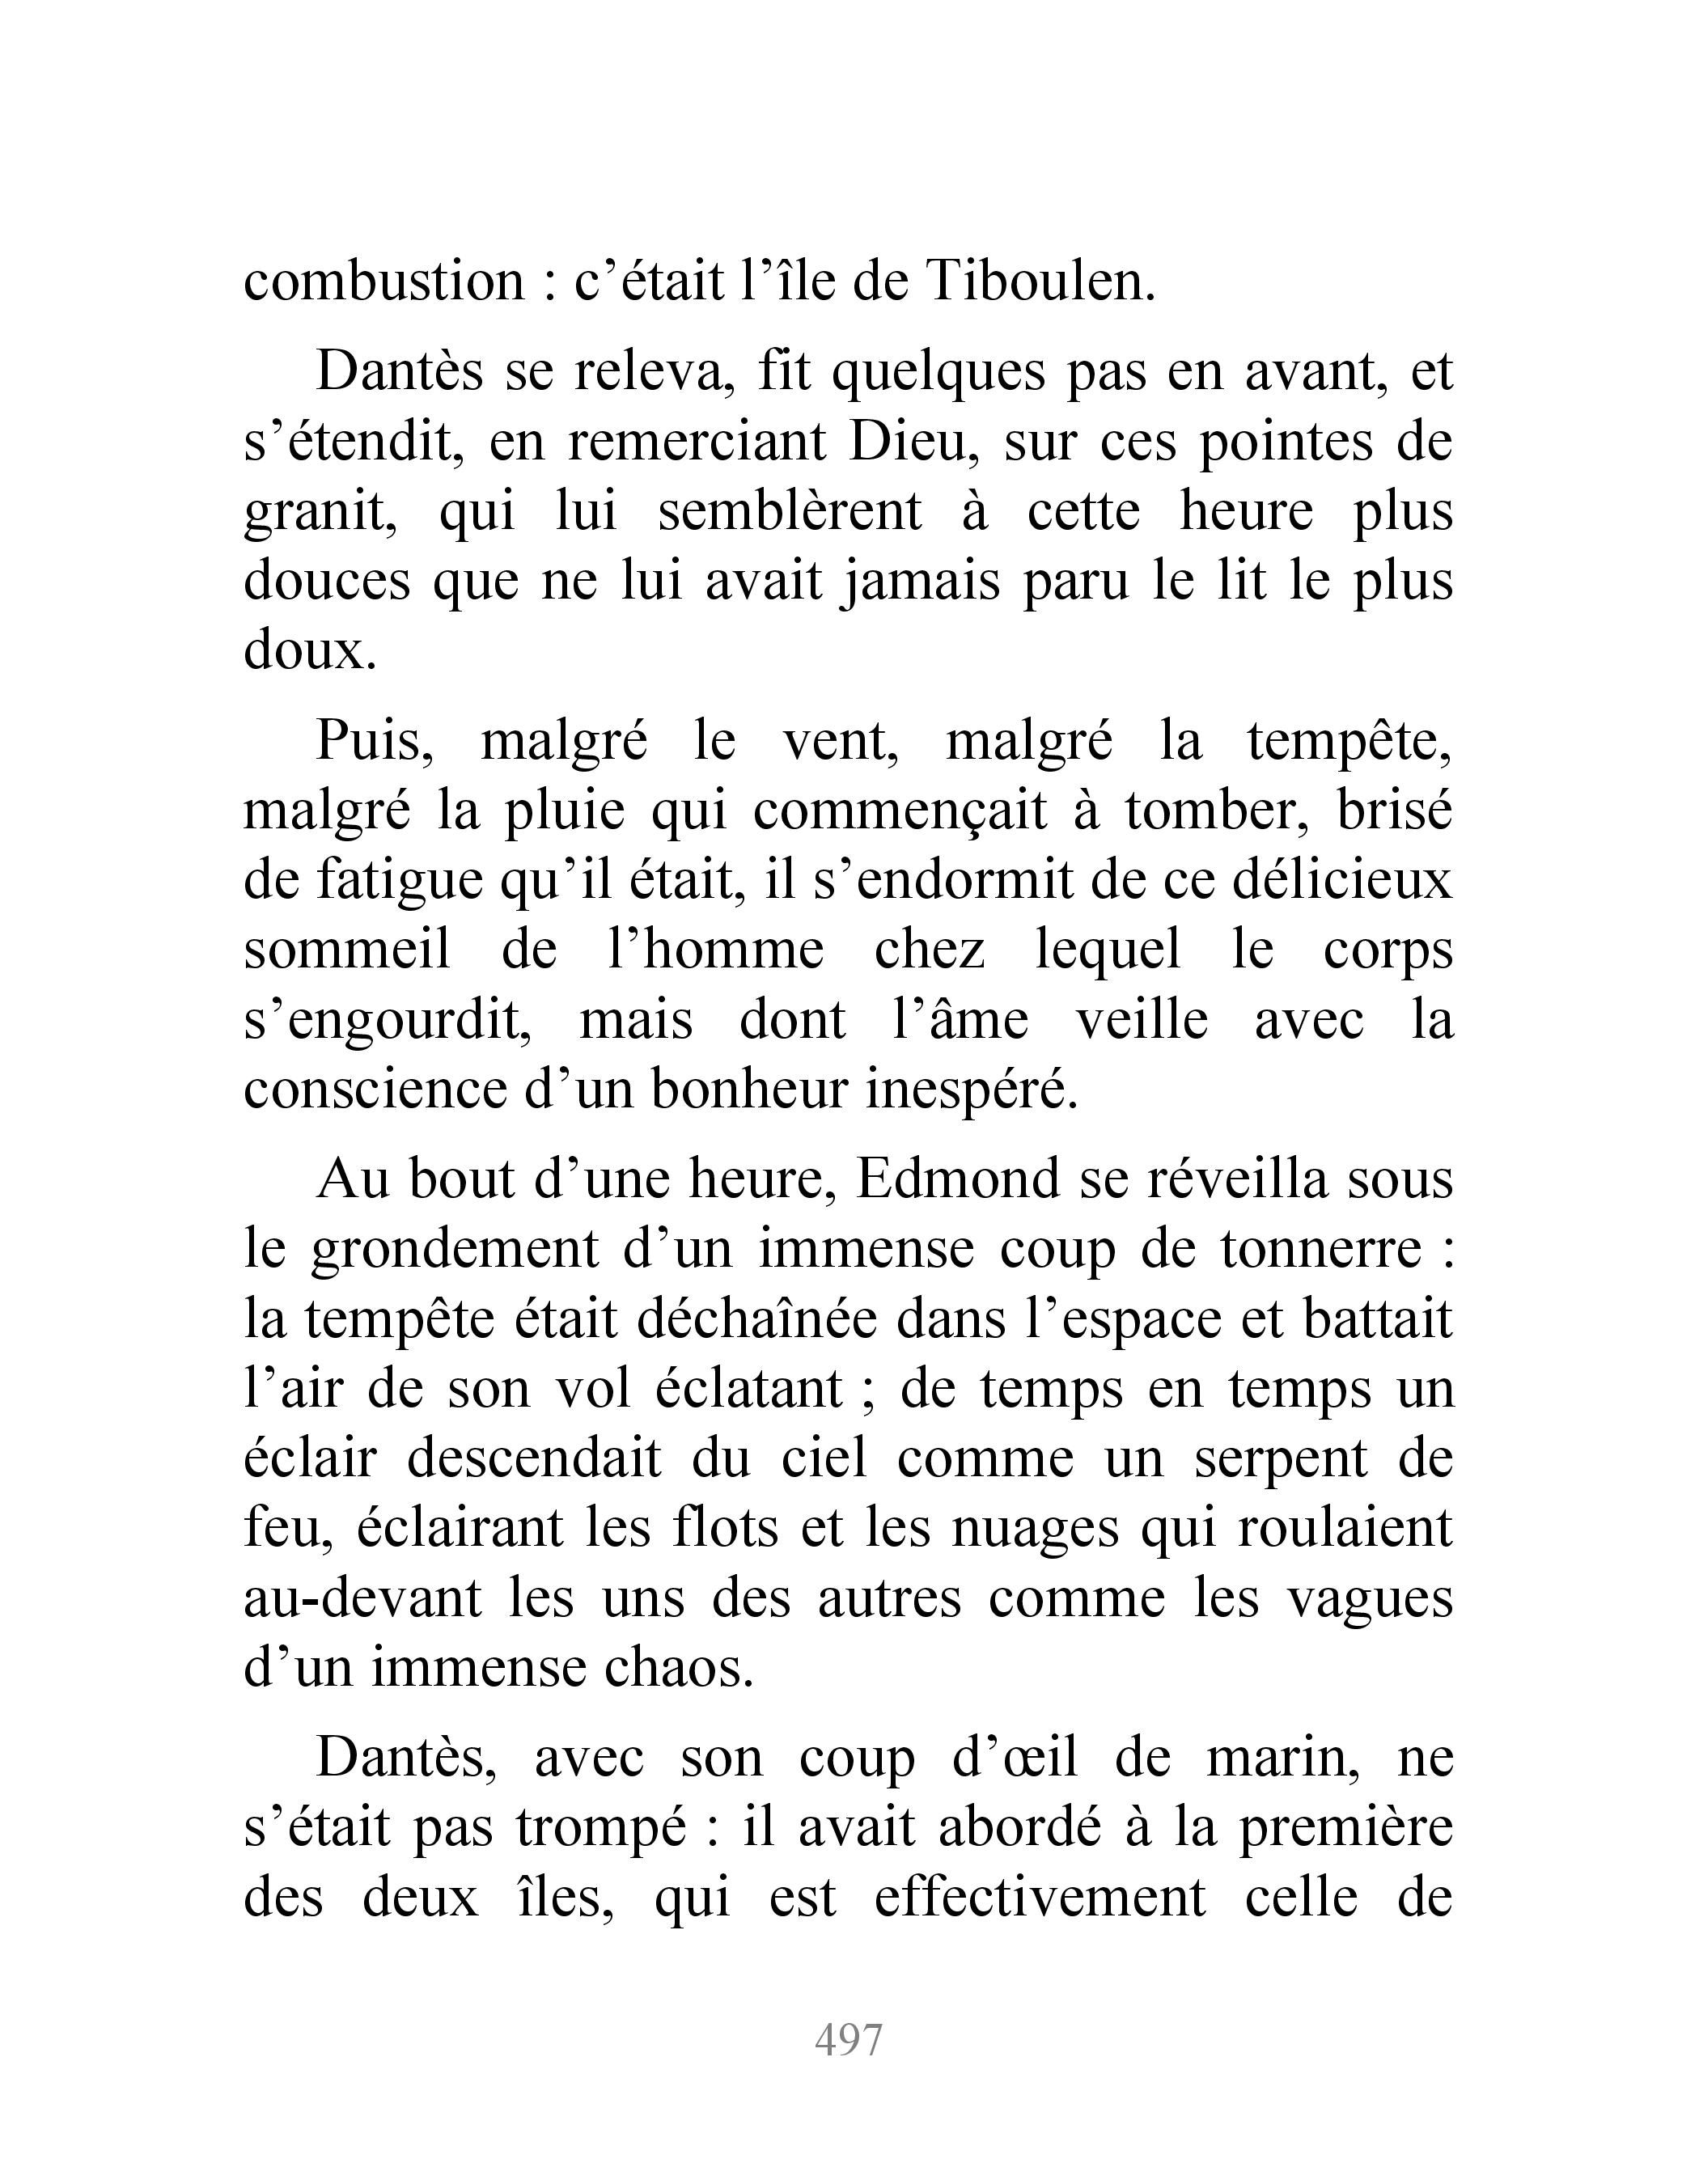 combustion : c’était l’île de Tiboulen.
Dantès se releva, fit quelques pas en avant, et
s’étendit, en remerciant Dieu, sur ces pointes de
granit, qui lui semblèrent à cette heure plus
douces que ne lui avait jamais paru le lit le plus
doux.
Puis, malgré le vent, malgré la tempête,
malgré la pluie qui commençait à tomber, brisé
de fatigue qu’il était, il s’endormit de ce délicieux
sommeil de l’homme chez lequel le corps
s’engourdit, mais dont l’âme veille avec la
conscience d’un bonheur inespéré.
Au bout d’une heure, Edmond se réveilla sous
le grondement d’un immense coup de tonnerre :
la tempête était déchaînée dans l’espace et battait
l’air de son vol éclatant ; de temps en temps un
éclair descendait du ciel comme un serpent de
feu, éclairant les flots et les nuages qui roulaient
au-devant les uns des autres comme les vagues
d’un immense chaos.
Dantès, avec son coup d’œil de marin, ne
s’était pas trompé : il avait abordé à la première
des deux îles, qui est effectivement celle de
497